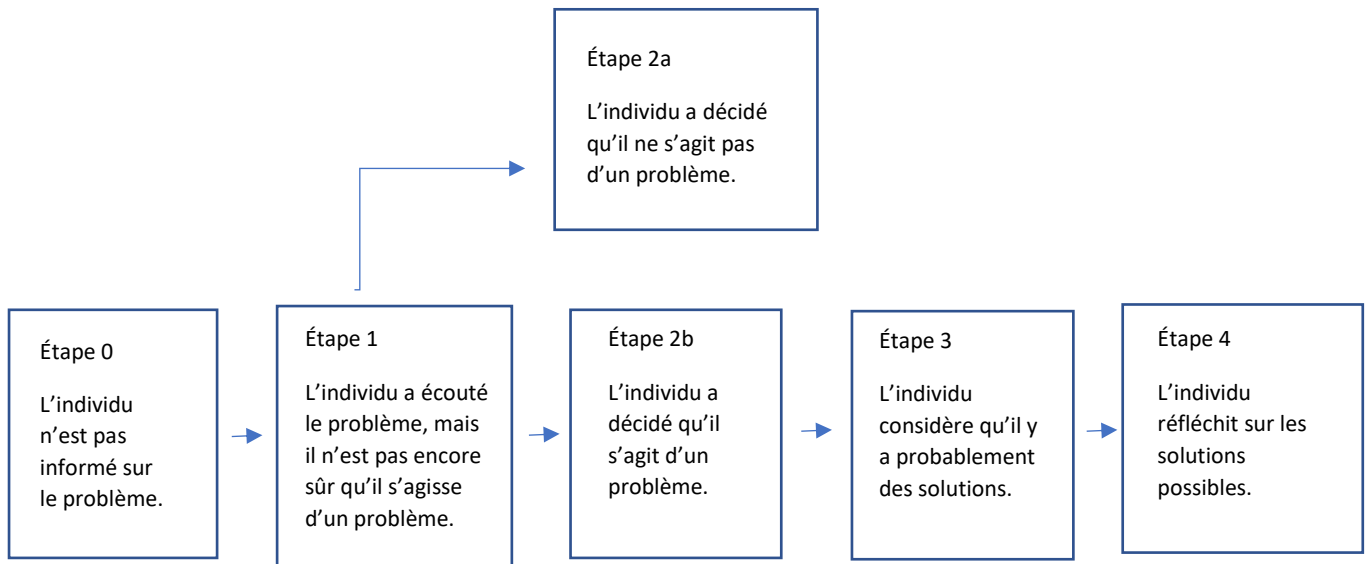 Étape 2a
L’individu a décidé
qu’il ne s’agit pas
d’un problème.
Étape 0
L’individu
n’est pas
informé sur
le problème.
Étape 1
L’individu a écouté
le problème, mais
il n’est pas encore
sûr qu’il s’agisse
d’un problème.
Étape 2b
L’individu a
décidé qu’il
s’agit d’un
problème.
Étape 3
L’individu
considère qu’il y
a probablement
des solutions.
Étape 4
L’individu
réfléchit sur les
solutions
possibles.